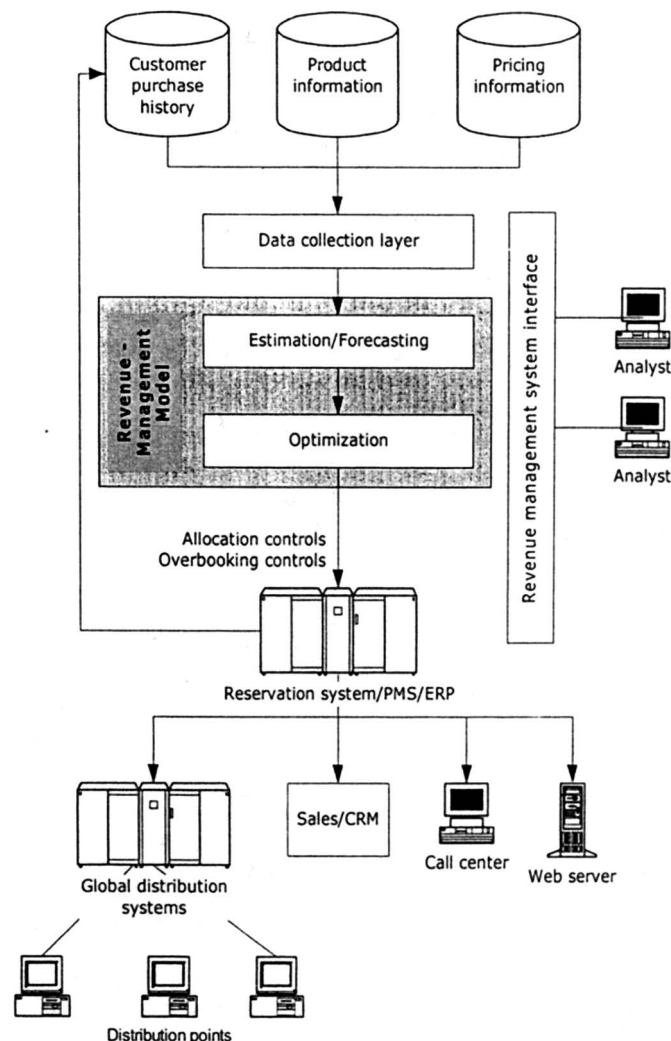 Customer
purchase
history
Product
information
Pricing
information
Data collection layer
Revenue -
Management
Model
Estimation/Forecasting
Optimization
Revenue management system interface
Analyst
Analyst
Allocation controls
Overbooking controls
Reservation system/PMS/ERP
Global distribution
systems
Sales/CRM
Call center
Web server
Distribution points